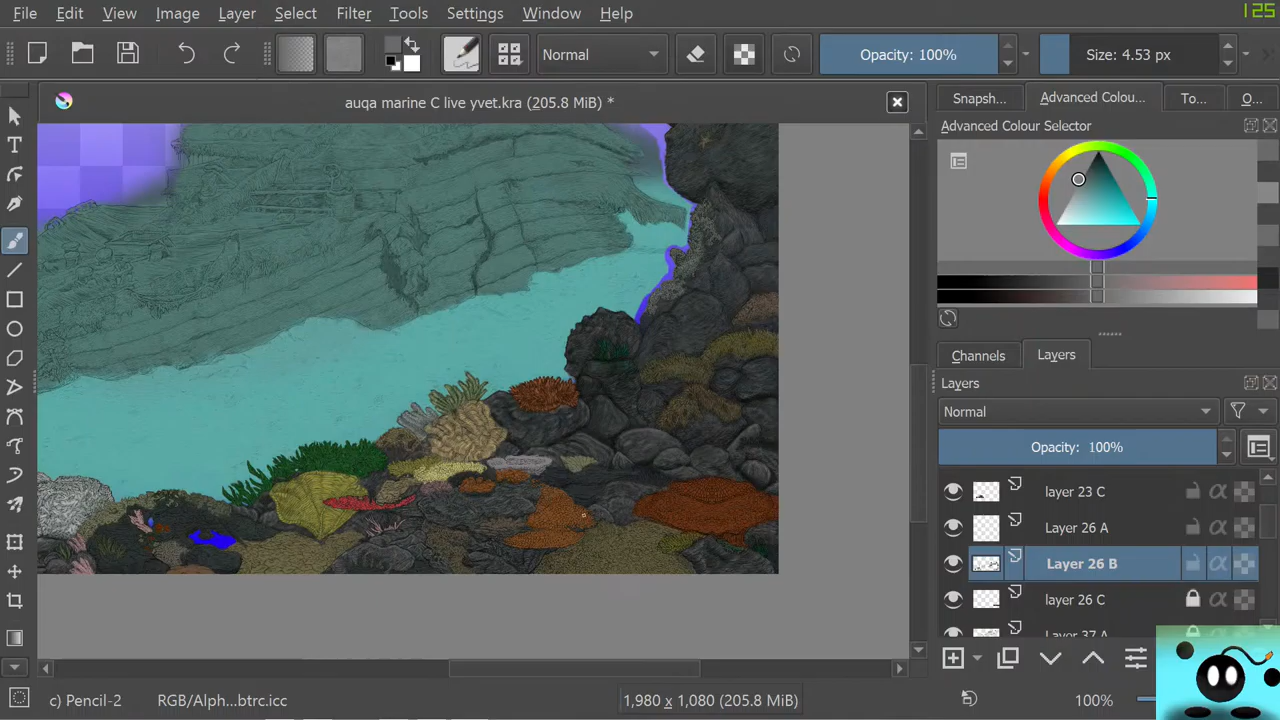 File Edit View Image Layer Select Filter Tools Settings Window Help
125
Normal
Opacity: 100%
Size: 4.53 px
auqa marine C live yvet.kra (205.8 MiB) *
Snapsh...
Advanced Colou...
To...
O...
Advanced Colour Selector
Channels
Layers
Layers
Normal
Opacity: 100%
layer 23 C
Layer 26 A
Layer 26 B
layer 26 C
Layer 37 A
c) Pencil-2
RGB/Alph...btrc.icc
1,980 x 1,080 (205.8 MiB)
100%